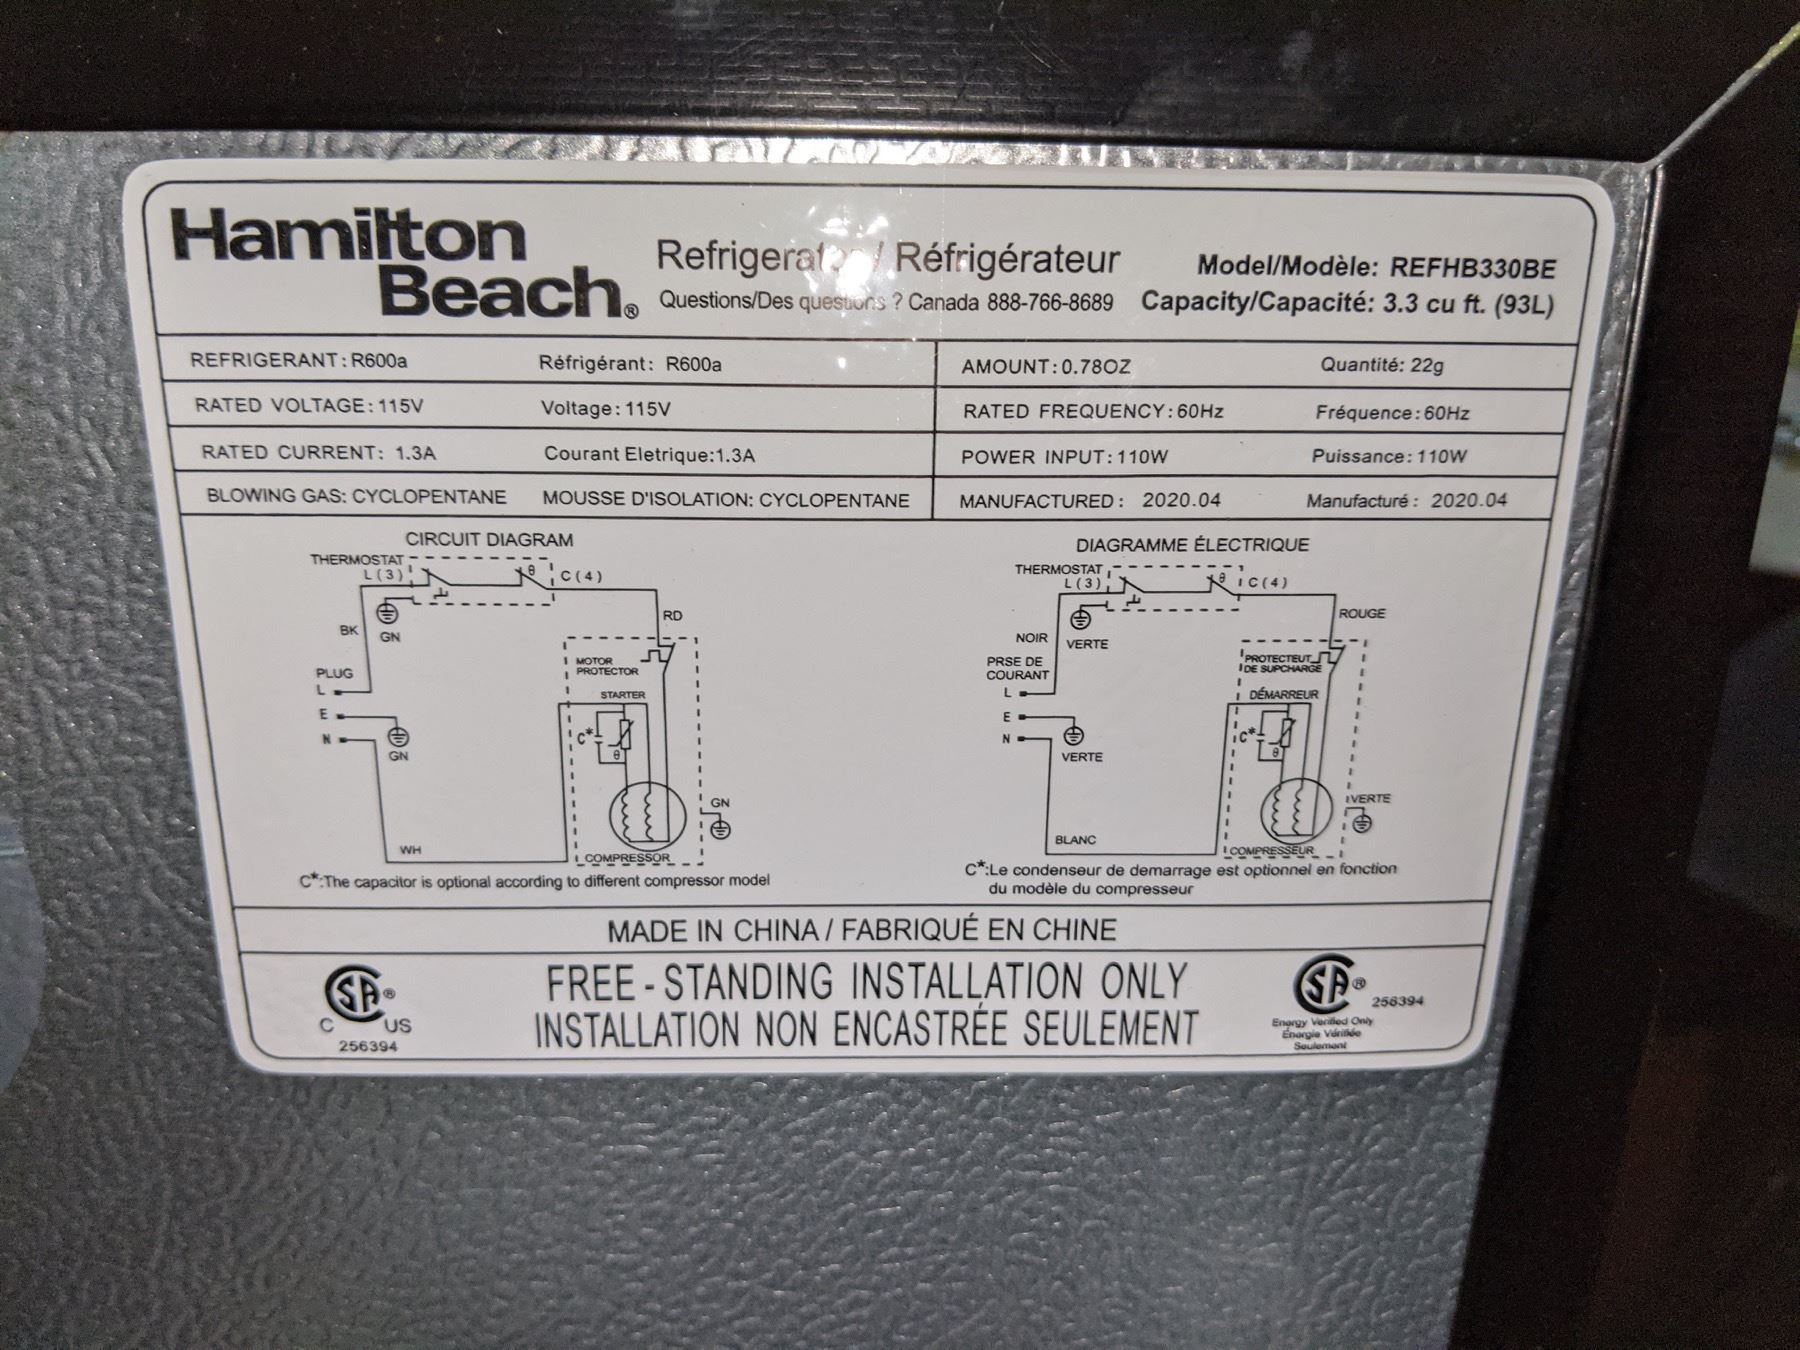 Hamilton
Beach®
Refrigerator / Réfrigérateur
Questions/Des questions ? Canada 888-766-8689
Model/Modèle: REFHB330BE
Capacity/Capacité: 3.3 cu ft. (93L)
REFRIGERANT: R600a Réfrigérant: R600a AMOUNT: 0.78OZ Quantité: 22g
RATED VOLTAGE: 115V Voltage: 115V RATED FREQUENCY: 60Hz Fréquence: 60Hz
RATED CURRENT: 1.3A Courant Eletrique:1.3A POWER INPUT: 110W Puissance: 110W
BLOWING GAS: CYCLOPENTANE MOUSSE D'ISOLATION: CYCLOPENTANE MANUFACTURED: 2020.04 Manufacturé: 2020.04
CIRCUIT DIAGRAM
THERMOSTAT
L(3) θ C(4)
RD
BK GN
MOTOR
PROTECTOR
PLUG
L
STARTER
E
N
C*
GN
θ
GN
WH
COMPRESSOR
C*:The capacitor is optional according to different compressor model
DIAGRAMME ÉLECTRIQUE
THERMOSTAT
L(3) θ C(4)
ROUGE
NOIR VERTE
PRSE DE
COURANT
PROTECTEUT
DE SUPCHARGE
L
DÉMARREUR
E
N
C*
VERTE
θ
VERTE
BLANC
COMPRESSEUR
C*:Le condenseur de demarrage est optionnel en fonction
du modèle du compresseur
MADE IN CHINA / FABRIQUÉ EN CHINE
SA®
C US
256394
FREE-STANDING INSTALLATION ONLY
INSTALLATION NON ENCASTRÉE SEULEMENT
SA®
256394
Energy Verified Only
Énergie Vérifiée
Seulement